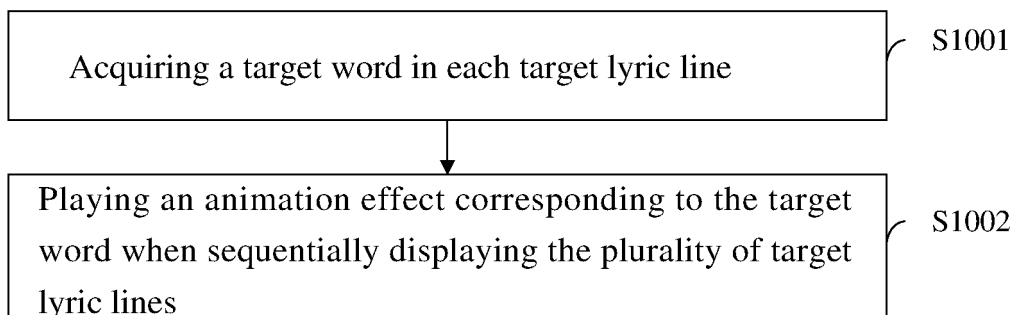 Acquiring a target word in each target lyric line
S1001
Playing an animation effect corresponding to the target
word when sequentially displaying the plurality of target
lyric lines
S1002